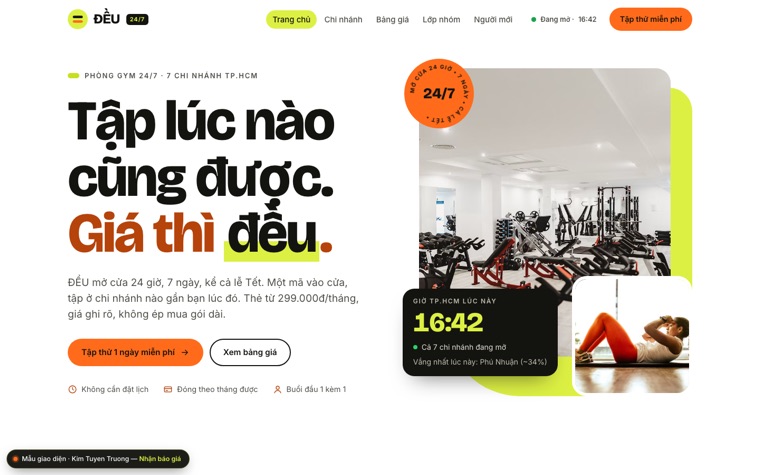 ĐỀU 24/7
Trang chủ Chi nhánh Bảng giá Lớp nhóm Người mới
Đang mở · 16:42
Tập thử miễn phí
PHÒNG GYM 24/7 · 7 CHI NHÁNH TP.HCM
Tập lúc nào
cũng được.
Giá thì đều.
ĐỀU mở cửa 24 giờ, 7 ngày, kể cả lễ Tết. Một mã vào cửa,
tập ở chi nhánh nào gần bạn lúc đó. Thẻ từ 299.000đ/tháng,
giá ghi rõ, không ép mua gói dài.
Tập thử 1 ngày miễn phí →
Xem bảng giá
Không cần đặt lịch
Đóng theo tháng được
Buổi đầu 1 kèm 1
MỞ CỬA 24 GIỜ • 7 NGÀY • CẢ LỄ TẾT •
24/7
GIỜ TP.HCM LÚC NÀY
16:42
Cả 7 chi nhánh đang mở
Vắng nhất lúc này: Phú Nhuận (~34%)
Mẫu giao diện · Kim Tuyen Truong — Nhận báo giá